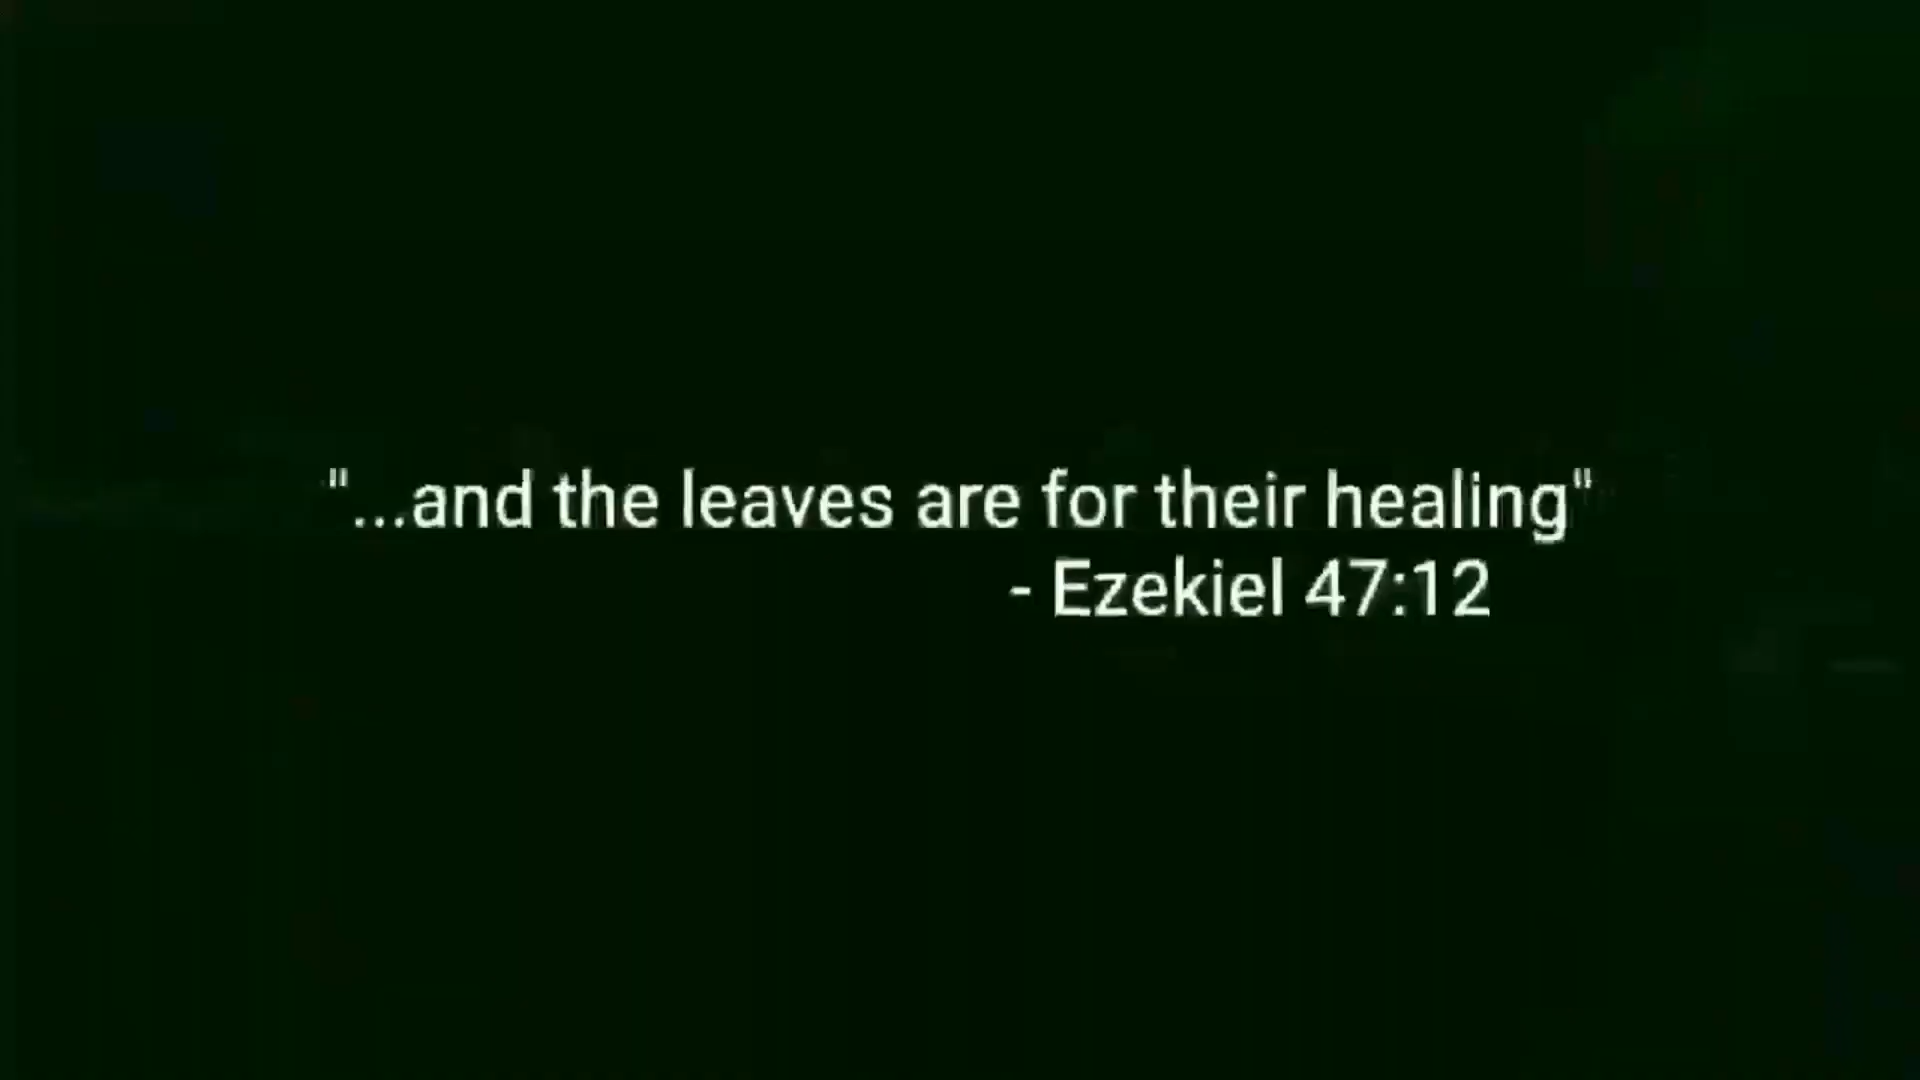 "...and the leaves are for their healing"
- Ezekiel 47:12